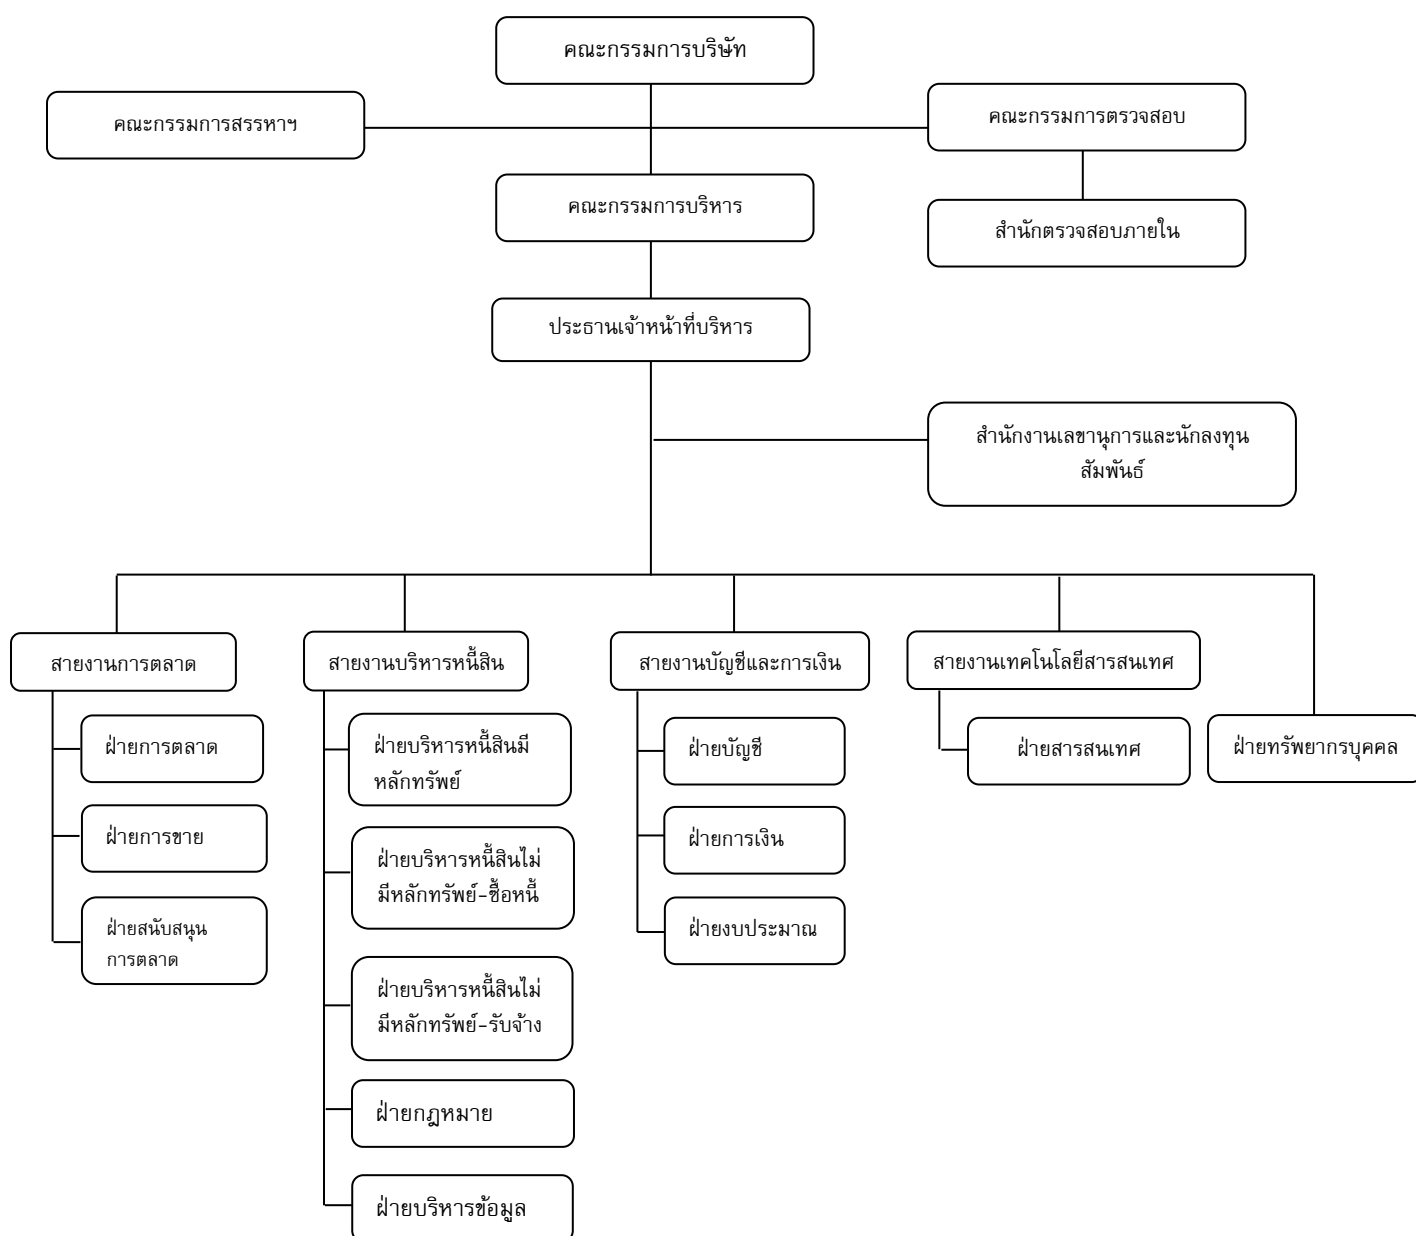 คณะกรรมการบริษัท
คณะกรรมการสรรหาฯ
คณะกรรมการตรวจสอบ
คณะกรรมการบริหาร
สำนักตรวจสอบภายใน
ประธานเจ้าหน้าที่บริหาร
สำนักงานเลขานุการและนักลงทุน
สัมพันธ์
สายงานการตลาด
ฝ่ายการตลาด
ฝ่ายการขาย
ฝ่ายสนับสนุน
การตลาด
สายงานบริหารหนี้สิน
ฝ่ายบริหารหนี้สินมี
หลักทรัพย์
ฝ่ายบริหารหนี้สินไม่
มีหลักทรัพย์-ซื้อหนี้
ฝ่ายบริหารหนี้สินไม่
มีหลักทรัพย์-รับจ้าง
ฝ่ายกฎหมาย
ฝ่ายบริหารข้อมูล
สายงานบัญชีและการเงิน
ฝ่ายบัญชี
ฝ่ายการเงิน
ฝ่ายงบประมาณ
สายงานเทคโนโลยีสารสนเทศ
ฝ่ายสารสนเทศ
ฝ่ายทรัพยากรบุคคล